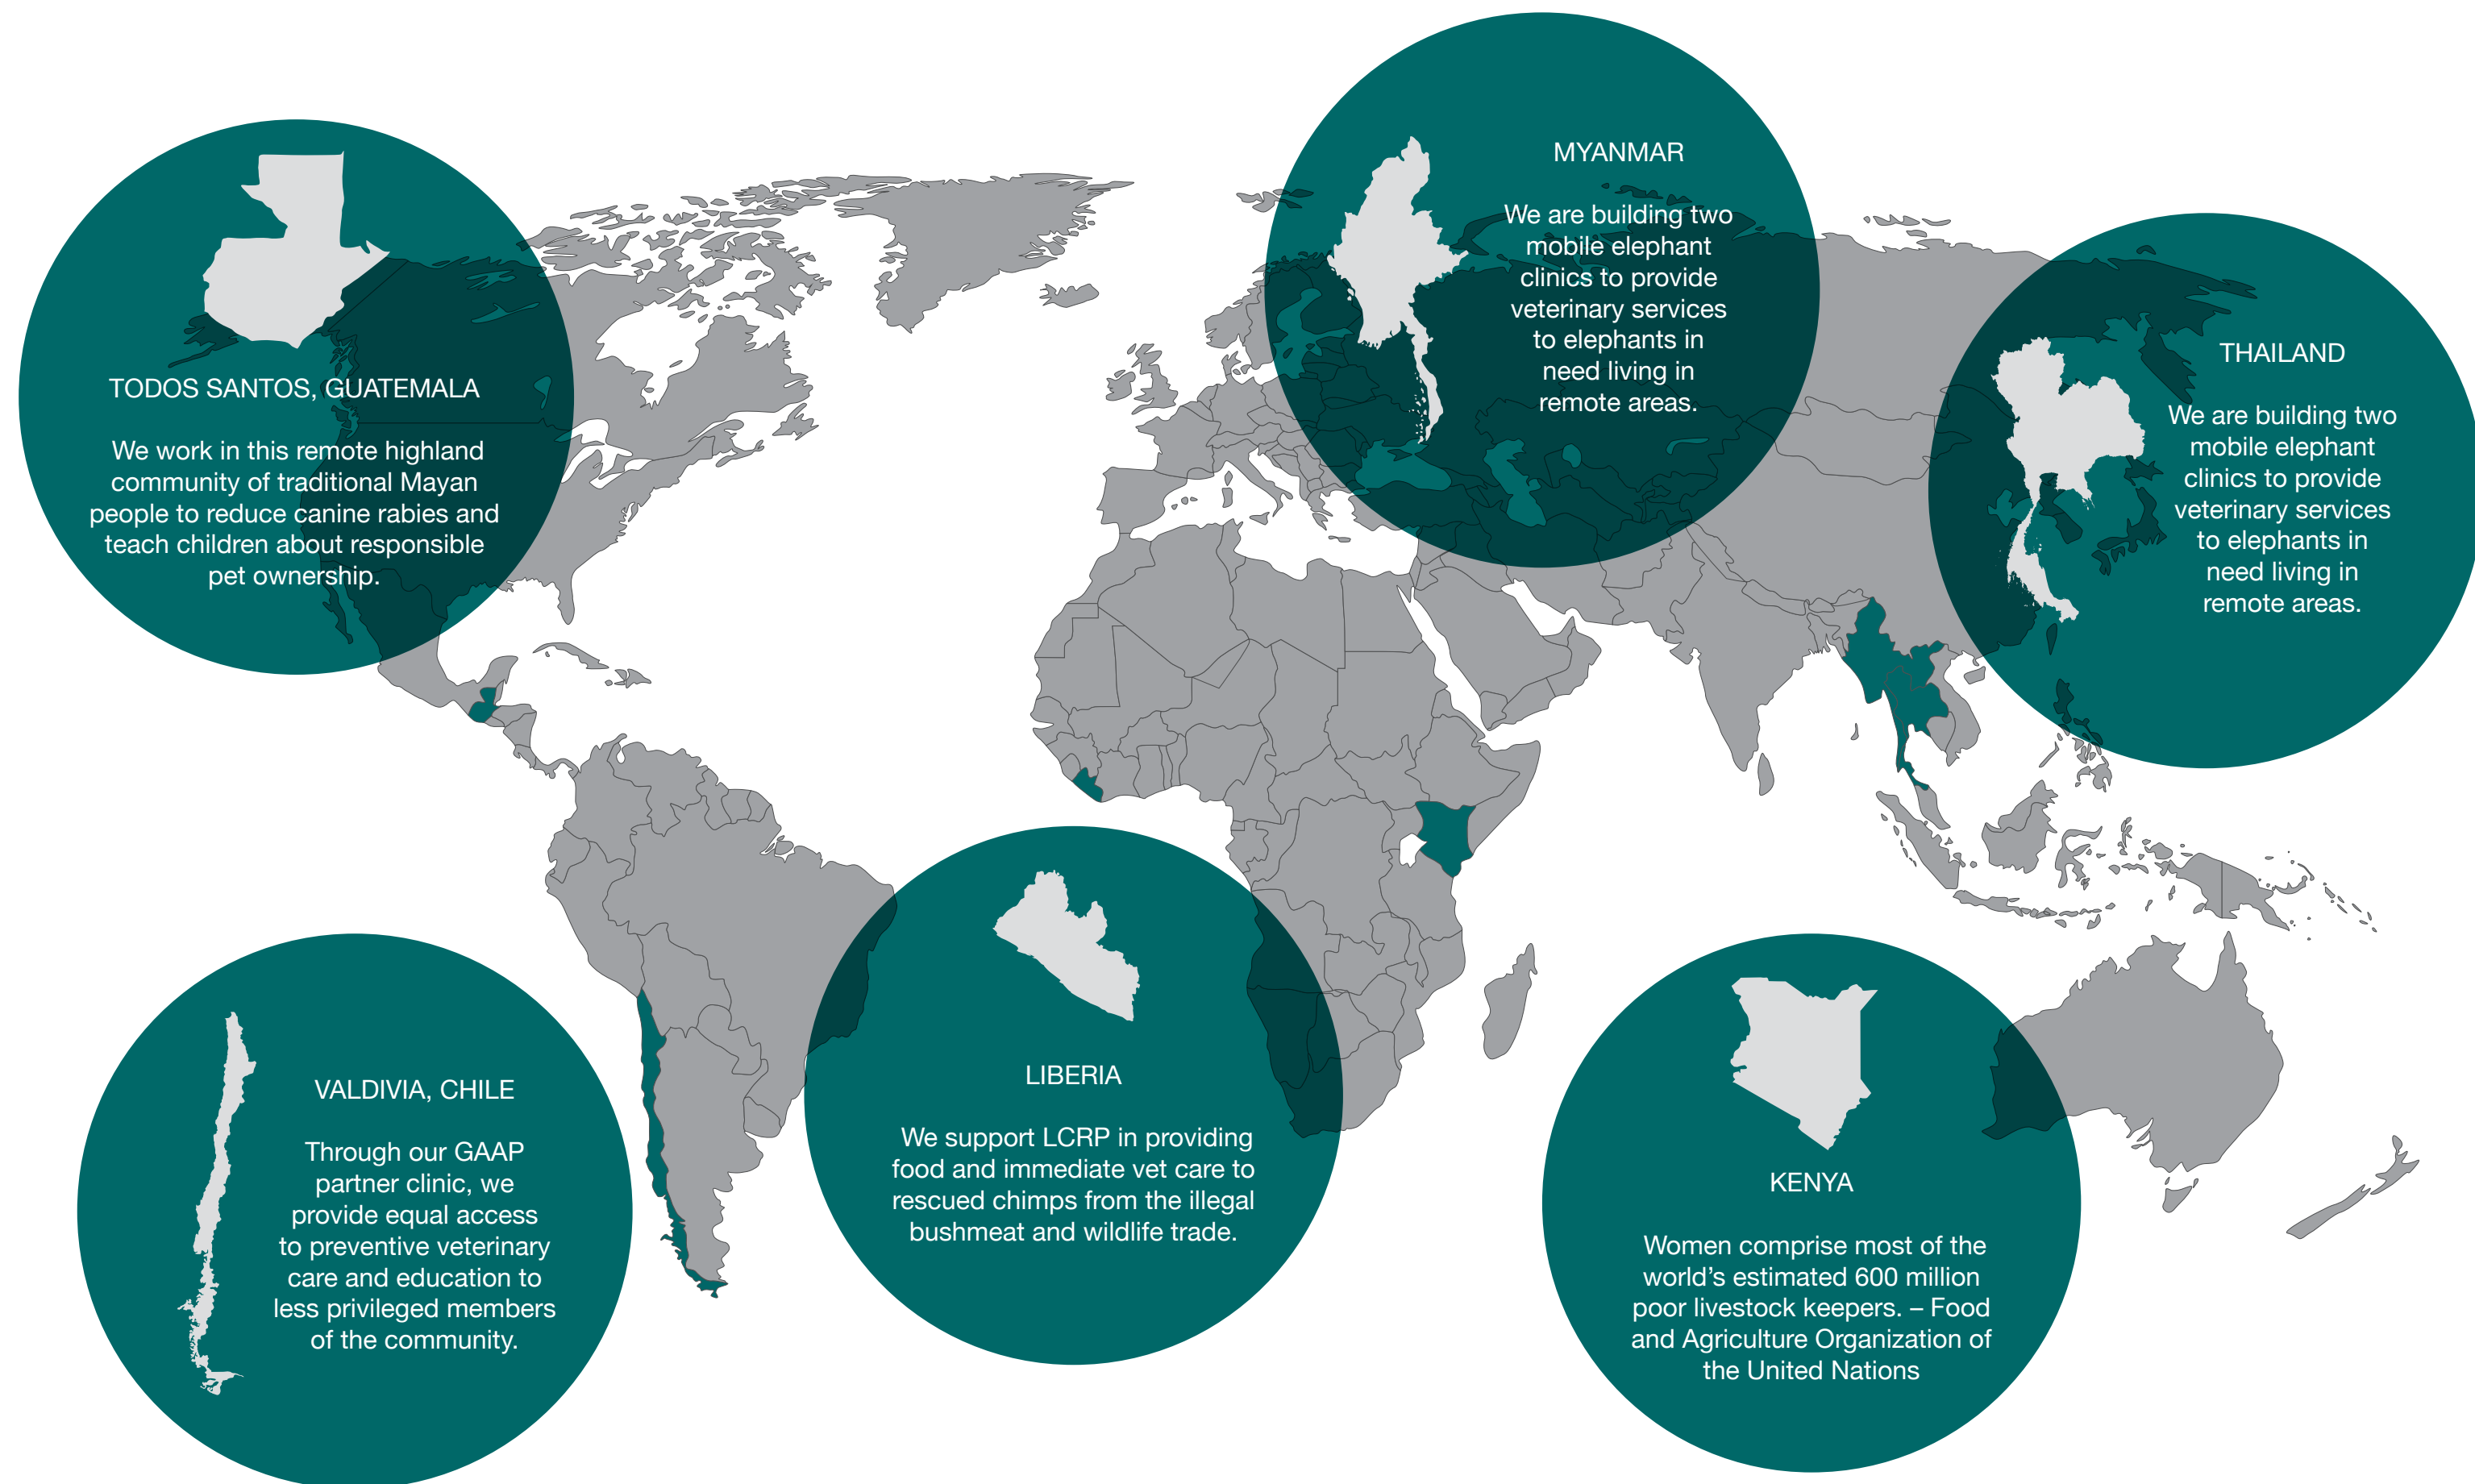 TODOS SANTOS, GUATEMALA
We work in this remote highland
community of traditional Mayan
people to reduce canine rabies and
teach children about responsible
pet ownership.
MYANMAR
We are building two
mobile elephant
clinics to provide
veterinary services
to elephants in
need living in
remote areas.
THAILAND
We are building two
mobile elephant
clinics to provide
veterinary services
to elephants in
need living in
remote areas.
VALDIVIA, CHILE
Through our GAAP
partner clinic, we
provide equal access
to preventive veterinary
care and education to
less privileged members
of the community.
LIBERIA
We support LCRP in providing
food and immediate vet care to
rescued chimps from the illegal
bushmeat and wildlife trade.
KENYA
Women comprise most of the
world’s estimated 600 million
poor livestock keepers. – Food
and Agriculture Organization of
the United Nations